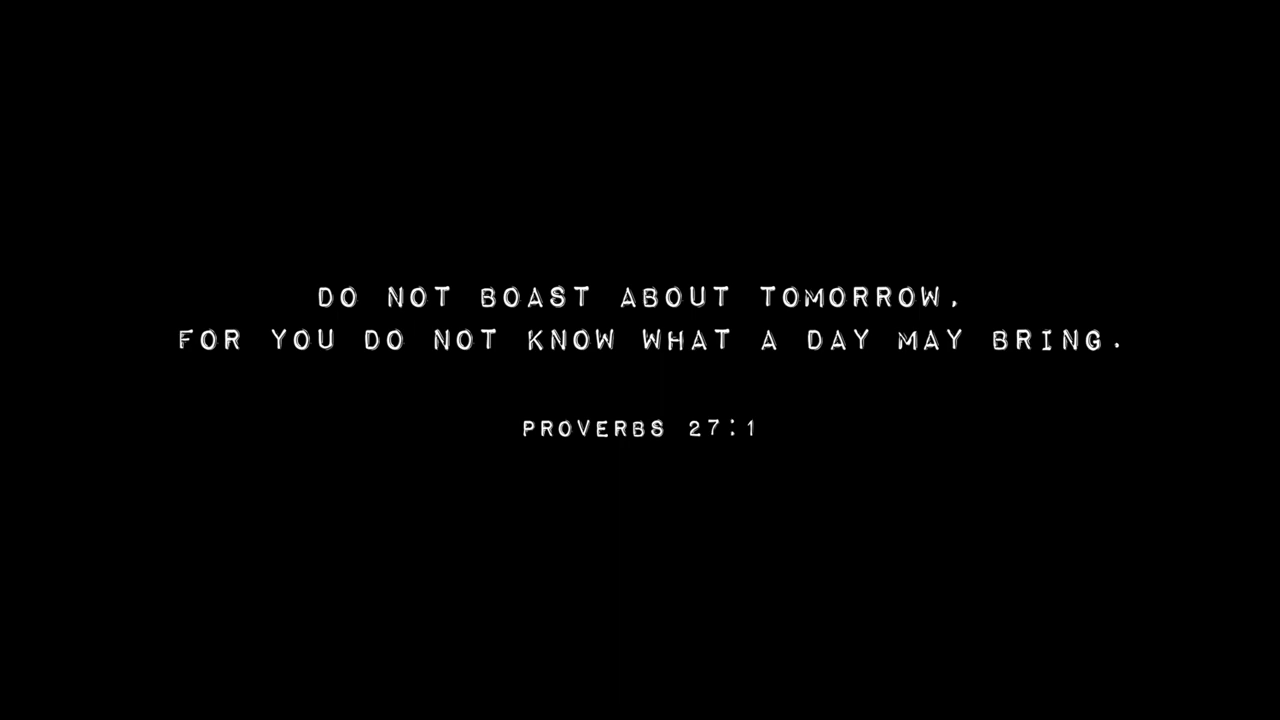 DO NOT BOAST ABOUT TOMORROW,
FOR YOU DO NOT KNOW WHAT A DAY MAY BRING.
PROVERBS 27:1